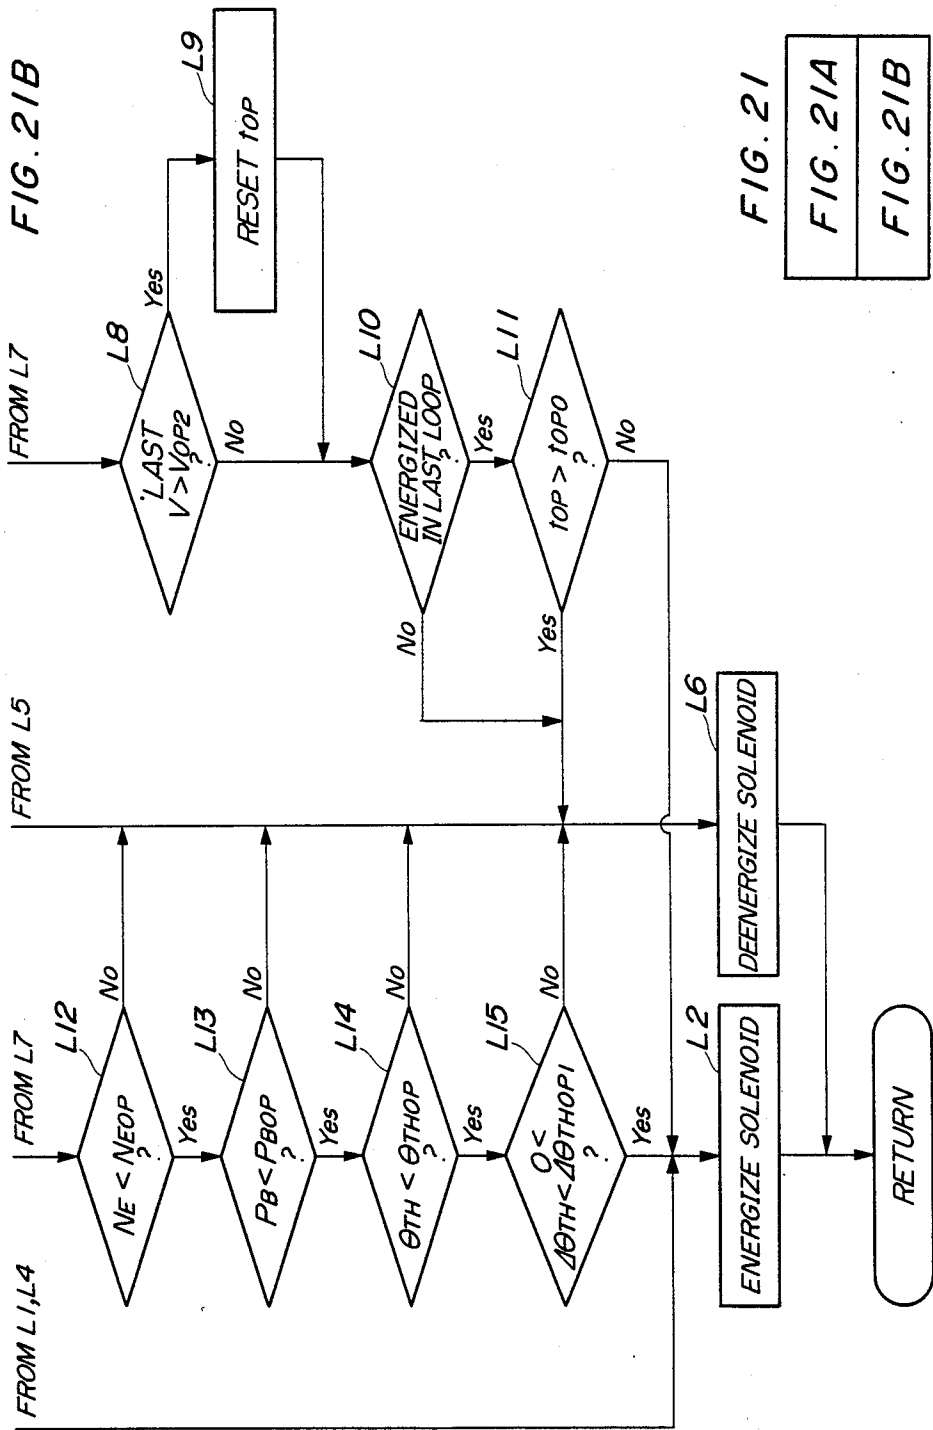 FIG. 21B
FROM L1, L4
FROM L7
FROM L5
FROM L7
L12
NE < NEOP
?
No
Yes
L13
PB < PBOP
?
No
Yes
L14
θTH < θTHOP
?
No
Yes
L15
0 <
ΔθTH < ΔθTHOP1
?
No
Yes
L8
LAST
V > VOP2
?
Yes
No
L9
RESET tOP
L10
ENERGIZED
IN LAST LOOP
?
No
Yes
L11
tOP > tOPO
?
Yes
No
L2
ENERGIZE SOLENOID
L6
DEENERGIZE SOLENOID
RETURN
FIG. 21
FIG. 21A
FIG. 21B